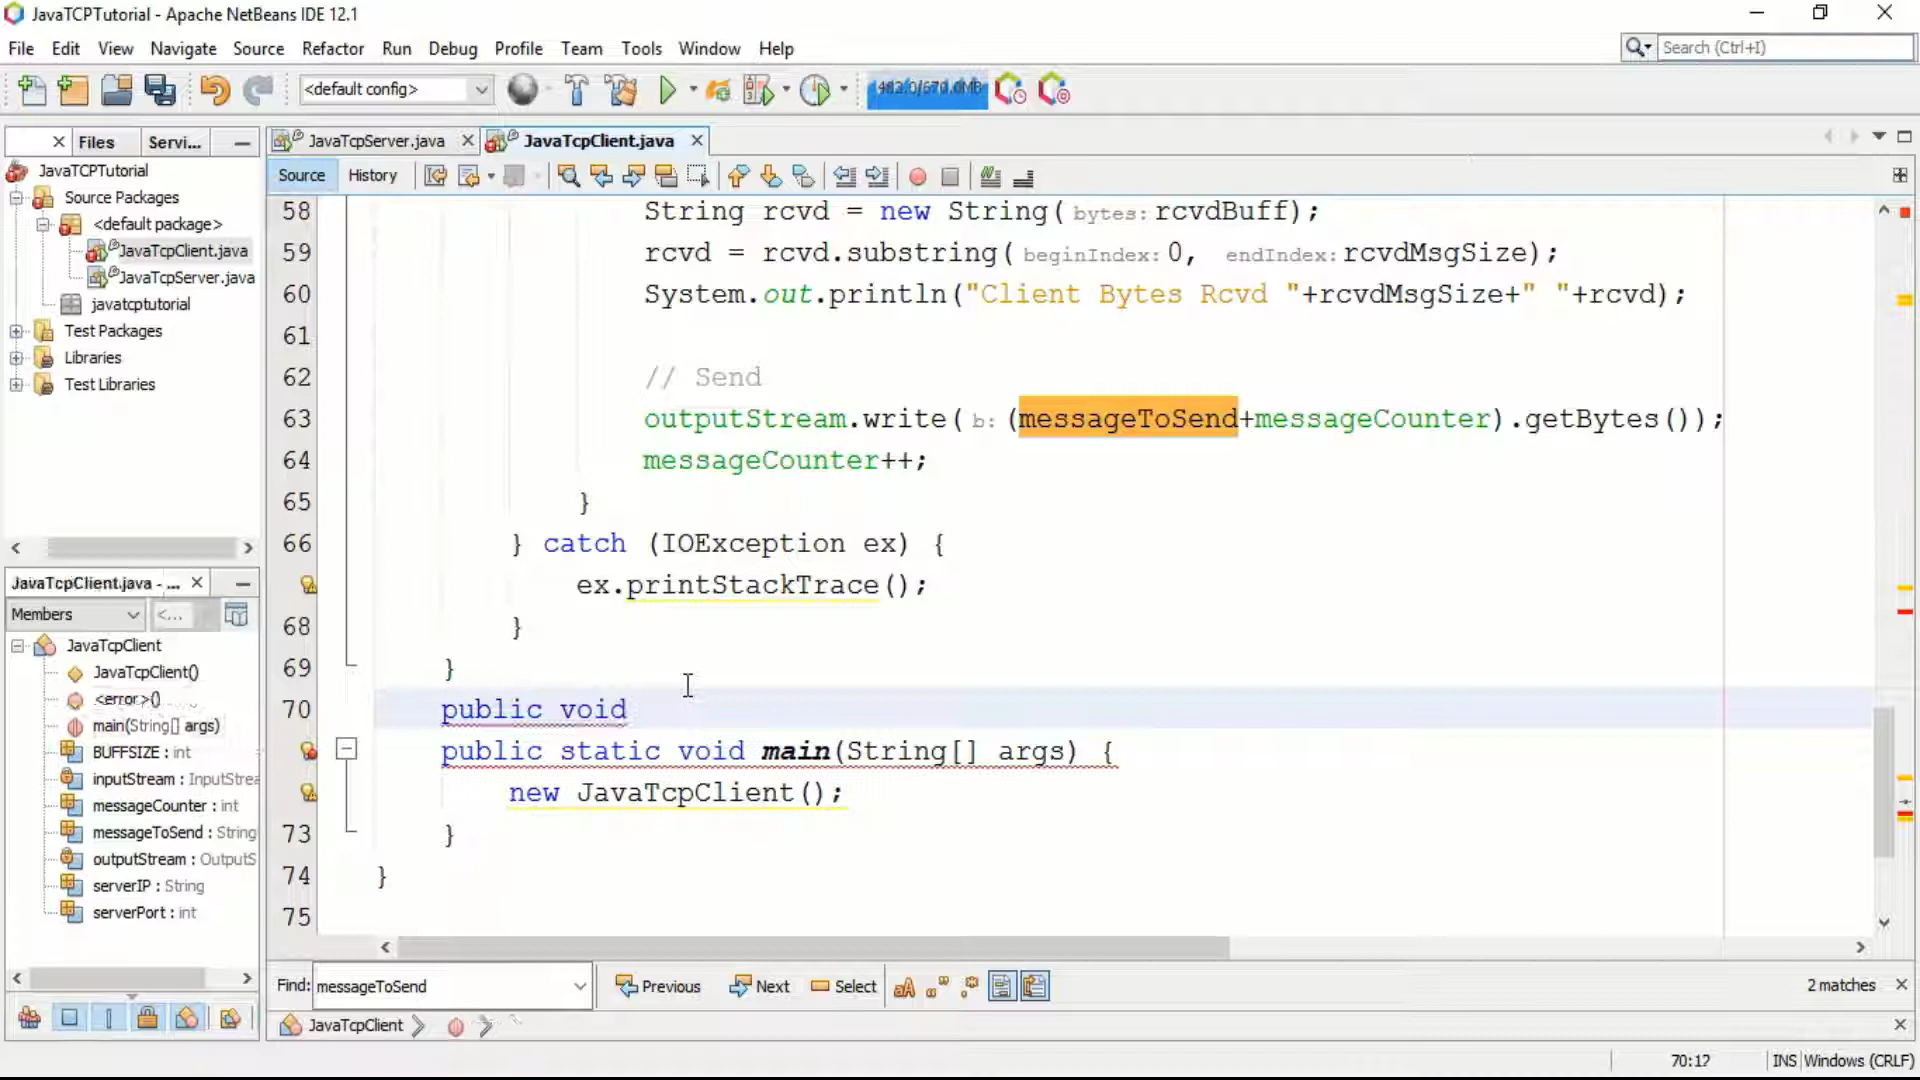 JavaTCPTutorial - Apache NetBeans IDE 12.1
File Edit View Navigate Source Refactor Run Debug Profile Team Tools Window Help
Search (Ctrl+I)
<default config>
Files Servi...
JavaTcpServer.java JavaTcpClient.java
JavaTCPTutorial
Source Packages
<default package>
JavaTcpClient.java
JavaTcpServer.java
javatcptutorial
Test Packages
Libraries
Test Libraries
Source History
58 String rcvd = new String( bytes: rcvdBuff);
59 rcvd = rcvd.substring( beginIndex: 0, endIndex: rcvdMsgSize);
60 System.out.println("Client Bytes Rcvd "+rcvdMsgSize+" "+rcvd);
61
62 // Send
63 outputStream.write( b: (messageToSend+messageCounter).getBytes());
64 messageCounter++;
65 }
66 } catch (IOException ex) {
ex.printStackTrace();
68 }
69 }
70 public void
public static void main(String[] args) {
new JavaTcpClient();
73 }
74 }
75
JavaTcpClient.java - ...
Members <...
JavaTcpClient
JavaTcpClient()
<error>()
main(String[] args)
BUFFSIZE : int
inputStream : InputStrea
messageCounter : int
messageToSend : String
outputStream : OutputS
serverIP : String
serverPort : int
Find: messageToSend Previous Next Select 2 matches
JavaTcpClient
70:17 INS Windows (CRLF)